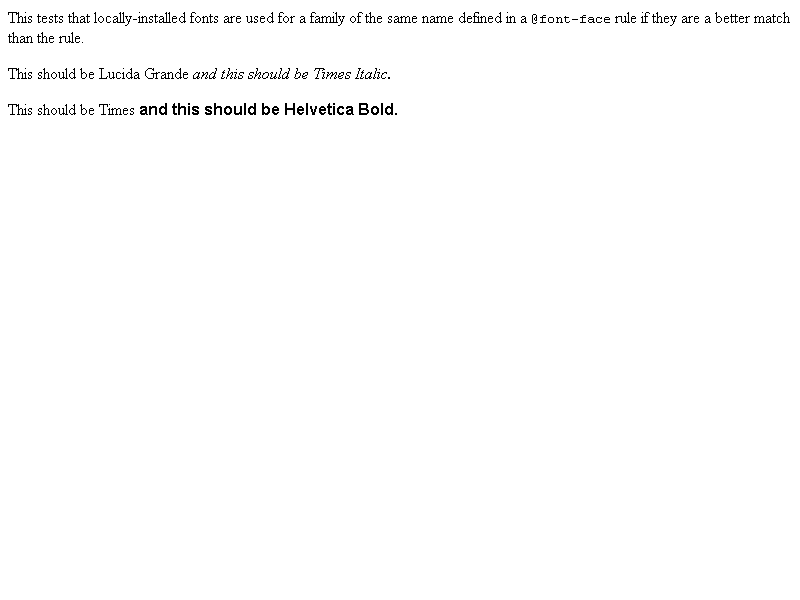 This tests that locally-installed fonts are used for a family of the same name defined in a @font-face rule if they are a better match
than the rule.
This should be Lucida Grande and this should be Times Italic.
This should be Times and this should be Helvetica Bold.